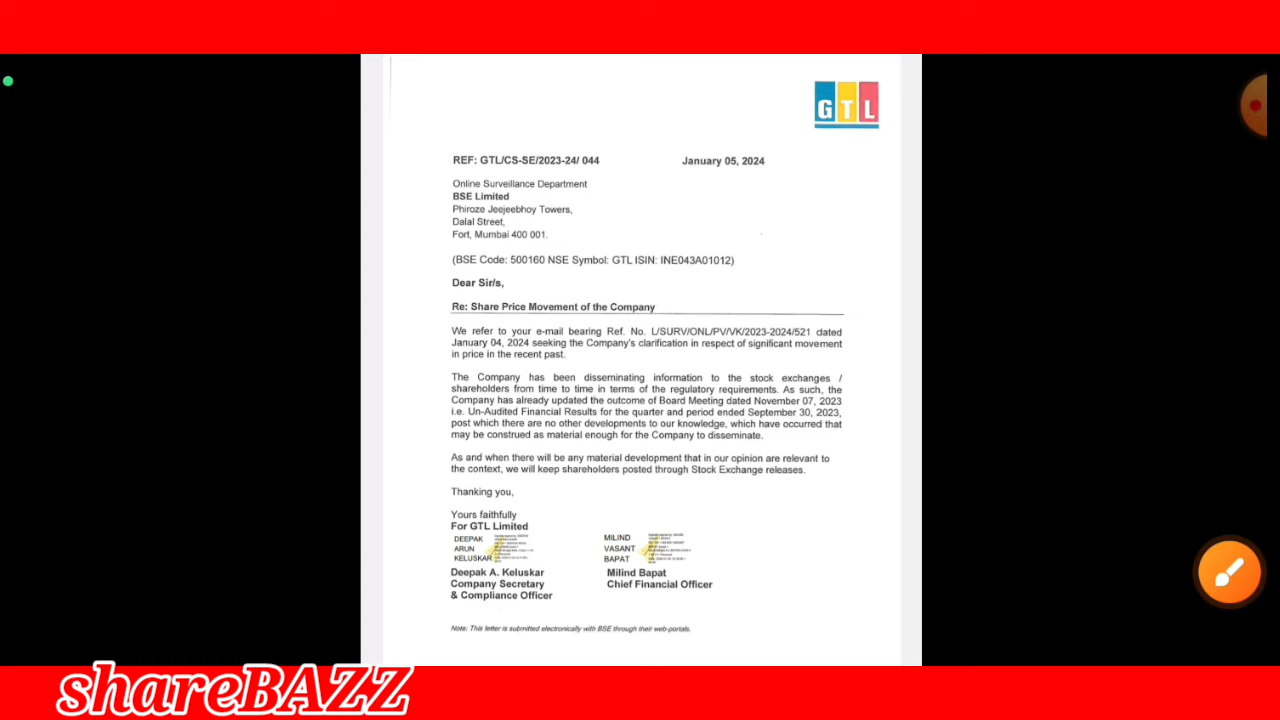 GTL
REF: GTL/CS-SE/2023-24/ 044 January 05, 2024
Online Surveillance Department
BSE Limited
Phiroze Jeejeebhoy Towers,
Dalal Street,
Fort, Mumbai 400 001.
(BSE Code: 500160 NSE Symbol: GTL ISIN: INE043A01012)
Dear Sir/s,
Re: Share Price Movement of the Company
We refer to your e-mail bearing Ref. No. L/SURV/ONL/PV/VK/2023-2024/521 dated
January 04, 2024 seeking the Company's clarification in respect of significant movement
in price in the recent past.
The Company has been disseminating information to the stock exchanges /
shareholders from time to time in terms of the regulatory requirements. As such, the
Company has already updated the outcome of Board Meeting dated November 07, 2023
i.e. Un-Audited Financial Results for the quarter and period ended September 30, 2023,
post which there are no other developments to our knowledge, which have occurred that
may be construed as material enough for the Company to disseminate.
As and when there will be any material development that in our opinion are relevant to
the context, we will keep shareholders posted through Stock Exchange releases.
Thanking you,
Yours faithfully
For GTL Limited
DEEPAK
ARUN
KELUSKAR
MILIND
VASANT
BAPAT
Deepak A. Keluskar
Company Secretary
& Compliance Officer
Milind Bapat
Chief Financial Officer
Note: This letter is submitted electronically with BSE through their web-portals.
shareBAZZ